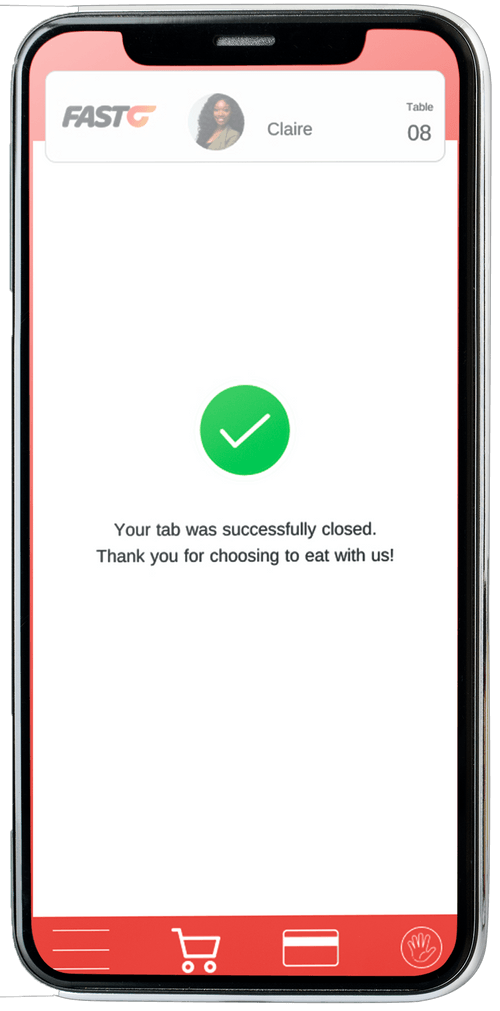 FASTG
Claire
Table
08
Your tab was successfully closed.
Thank you for choosing to eat with us!